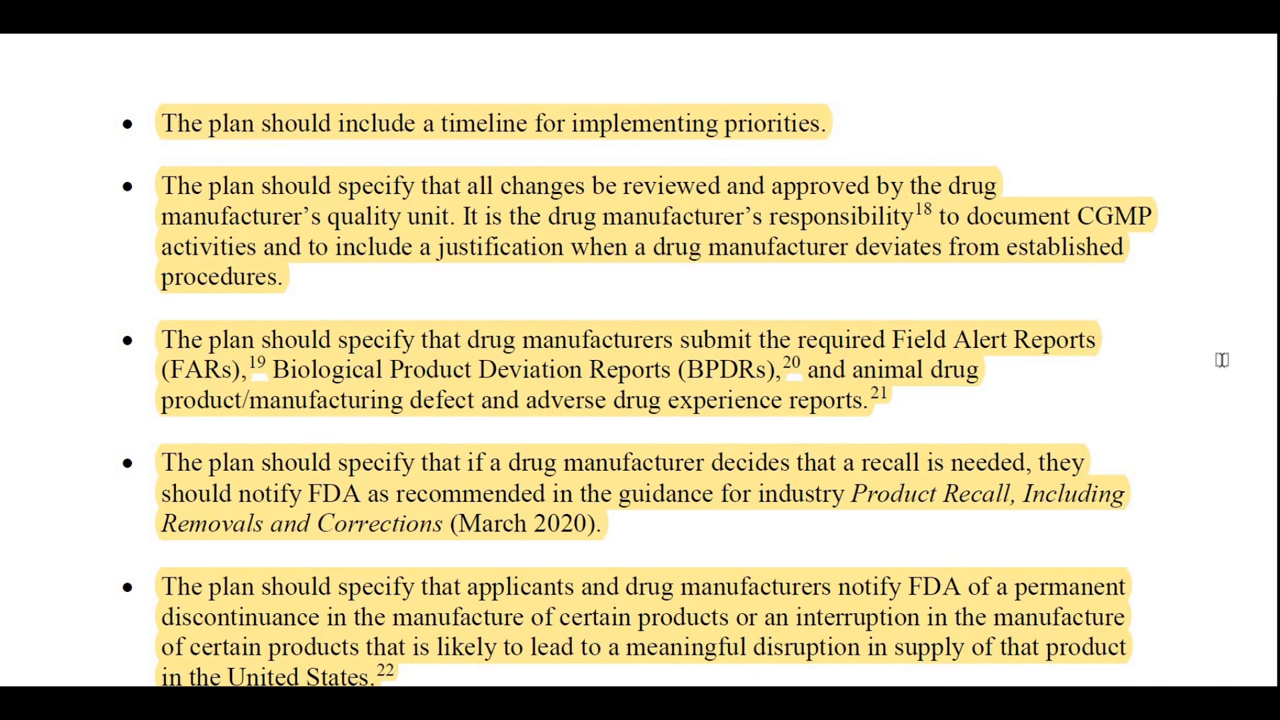 • The plan should include a timeline for implementing priorities.
• The plan should specify that all changes be reviewed and approved by the drug
manufacturer's quality unit. It is the drug manufacturer's responsibility18 to document CGMP
activities and to include a justification when a drug manufacturer deviates from established
procedures.
• The plan should specify that drug manufacturers submit the required Field Alert Reports
(FARs),19 Biological Product Deviation Reports (BPDRs),20 and animal drug
product/manufacturing defect and adverse drug experience reports.21
• The plan should specify that if a drug manufacturer decides that a recall is needed, they
should notify FDA as recommended in the guidance for industry Product Recall, Including
Removals and Corrections (March 2020).
• The plan should specify that applicants and drug manufacturers notify FDA of a permanent
discontinuance in the manufacture of certain products or an interruption in the manufacture
of certain products that is likely to lead to a meaningful disruption in supply of that product
in the United States.22